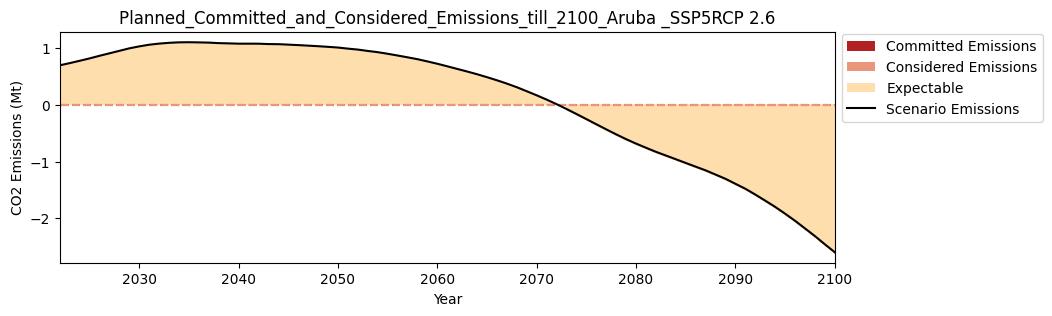 Planned_Committed_and_Considered_Emissions_till_2100_Aruba _SSP5RCP 2.6
CO2 Emissions (Mt)
1
0
−1
−2
2030 2040 2050 2060 2070 2080 2090 2100
Year
Committed Emissions
Considered Emissions
Expectable
Scenario Emissions